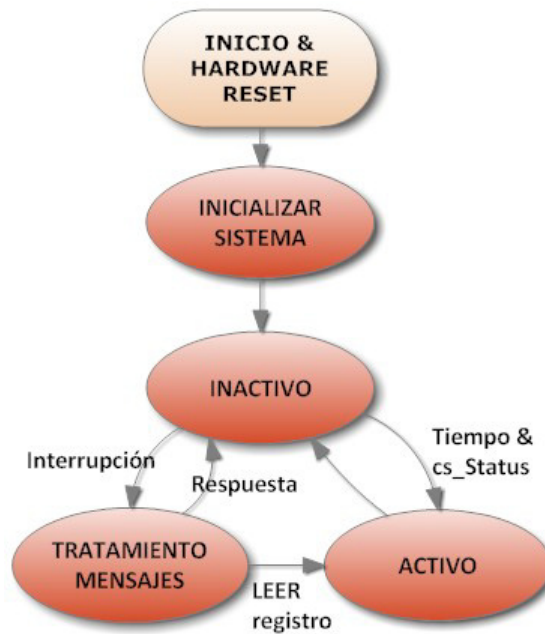 INICIO &
HARDWARE
RESET
INICIALIZAR
SISTEMA
INACTIVO
Interrupción
Respuesta
Tiempo &
cs_Status
TRATAMIENTO
MENSAJES
LEER
registro
ACTIVO